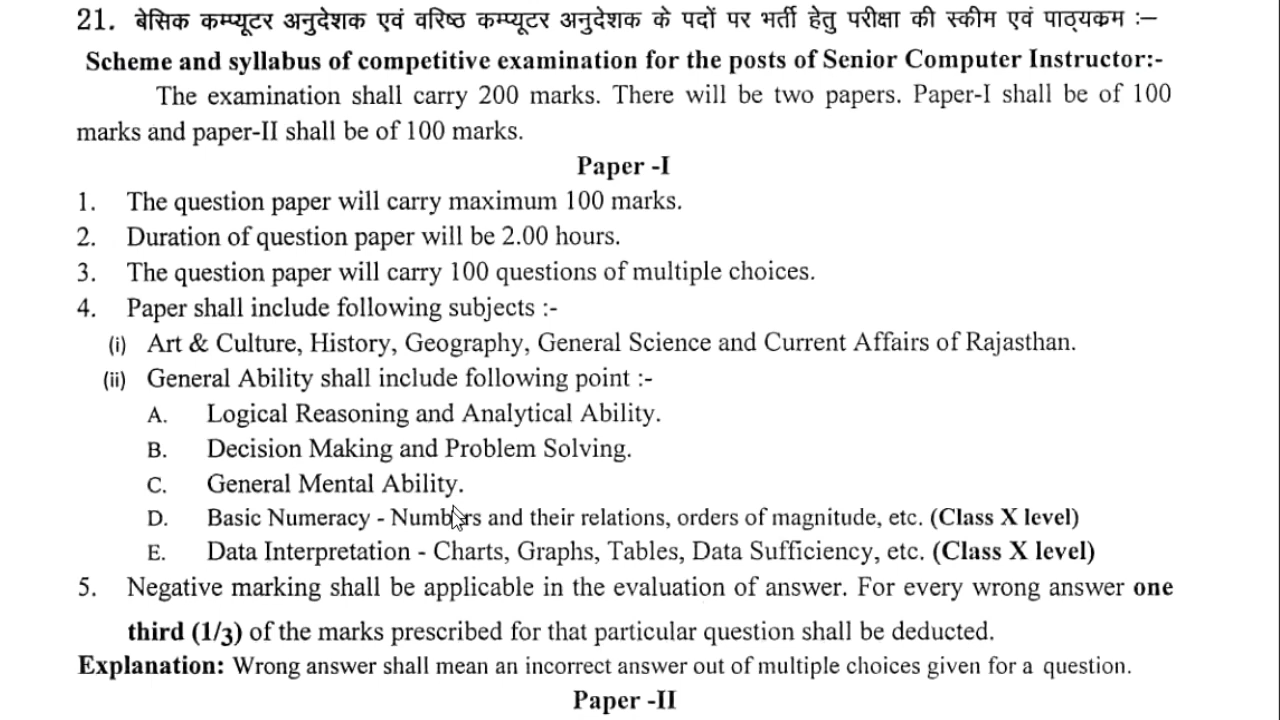 21. बेसिक कम्प्यूटर अनुदेशक एवं वरिष्ठ कम्प्यूटर अनुदेशक के पदों पर भर्ती हेतु परीक्षा की स्कीम एवं पाठ्यक्रम :–
Scheme and syllabus of competitive examination for the posts of Senior Computer Instructor:-
The examination shall carry 200 marks. There will be two papers. Paper-I shall be of 100
marks and paper-II shall be of 100 marks.
Paper -I
1. The question paper will carry maximum 100 marks.
2. Duration of question paper will be 2.00 hours.
3. The question paper will carry 100 questions of multiple choices.
4. Paper shall include following subjects :-
(i) Art & Culture, History, Geography, General Science and Current Affairs of Rajasthan.
(ii) General Ability shall include following point :-
A. Logical Reasoning and Analytical Ability.
B. Decision Making and Problem Solving.
C. General Mental Ability.
D. Basic Numeracy - Numbers and their relations, orders of magnitude, etc. (Class X level)
E. Data Interpretation - Charts, Graphs, Tables, Data Sufficiency, etc. (Class X level)
5. Negative marking shall be applicable in the evaluation of answer. For every wrong answer one
third (1/3) of the marks prescribed for that particular question shall be deducted.
Explanation: Wrong answer shall mean an incorrect answer out of multiple choices given for a question.
Paper -II